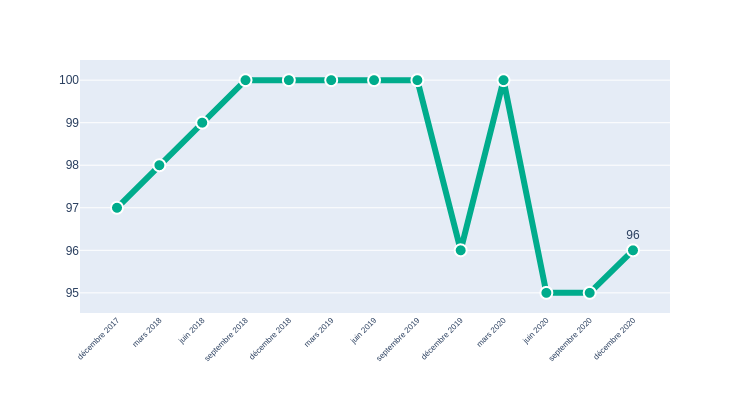 100
99
98
97
96
95
96
décembre 2017
mars 2018
juin 2018
septembre 2018
décembre 2018
mars 2019
juin 2019
septembre 2019
décembre 2019
mars 2020
juin 2020
septembre 2020
décembre 2020